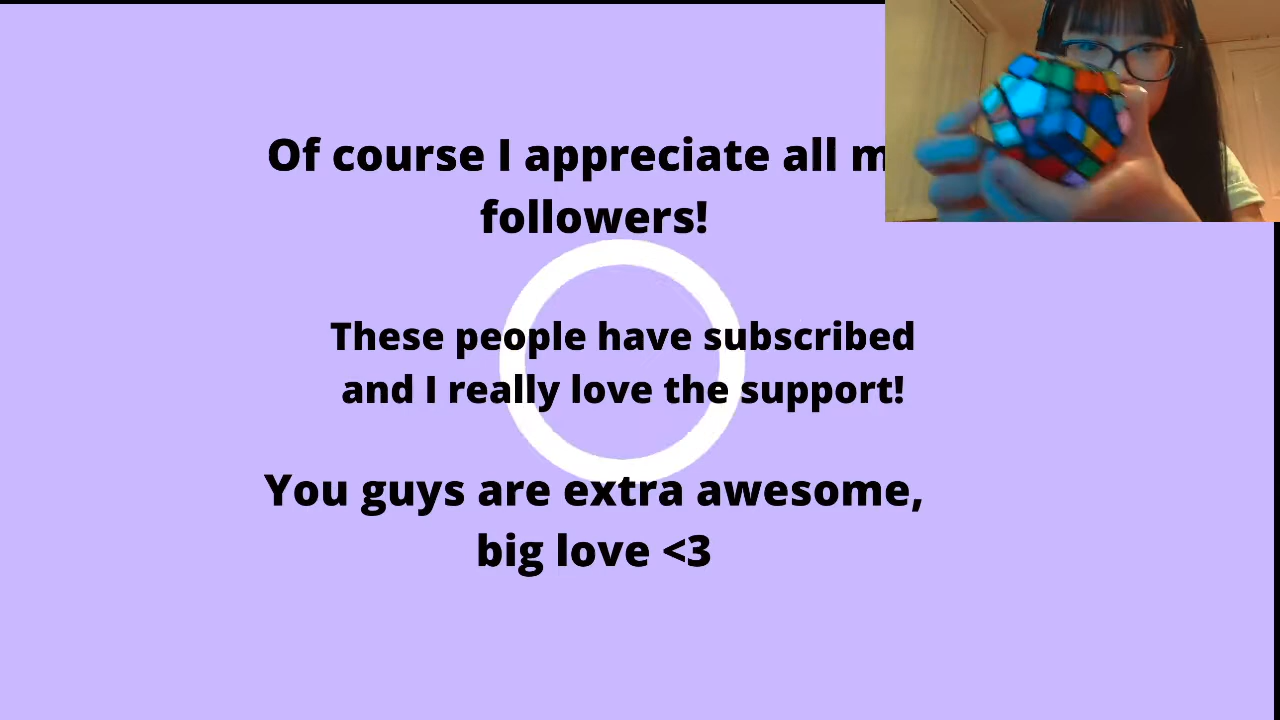 Of course I appreciate all m
followers!
These people have subscribed
and I really love the support!
You guys are extra awesome,
big love <3